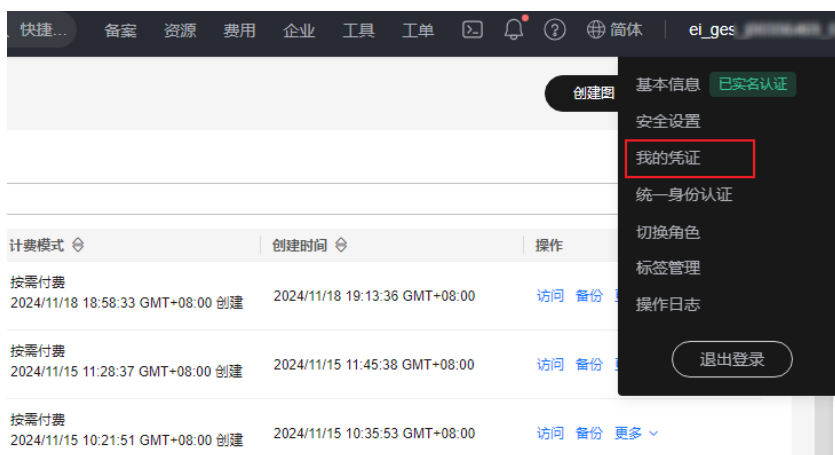 快捷... 备案 资源 费用 企业 工具 工单 简体 ei_ges
创建图
基本信息 已实名认证
安全设置
我的凭证
统一身份认证
切换角色
标签管理
操作日志
退出登录
计费模式 创建时间 操作
按需付费
2024/11/18 18:58:33 GMT+08:00 创建 2024/11/18 19:13:36 GMT+08:00 访问 备份
按需付费
2024/11/15 11:28:37 GMT+08:00 创建 2024/11/15 11:45:38 GMT+08:00 访问 备份
按需付费
2024/11/15 10:21:51 GMT+08:00 创建 2024/11/15 10:35:53 GMT+08:00 访问 备份 更多